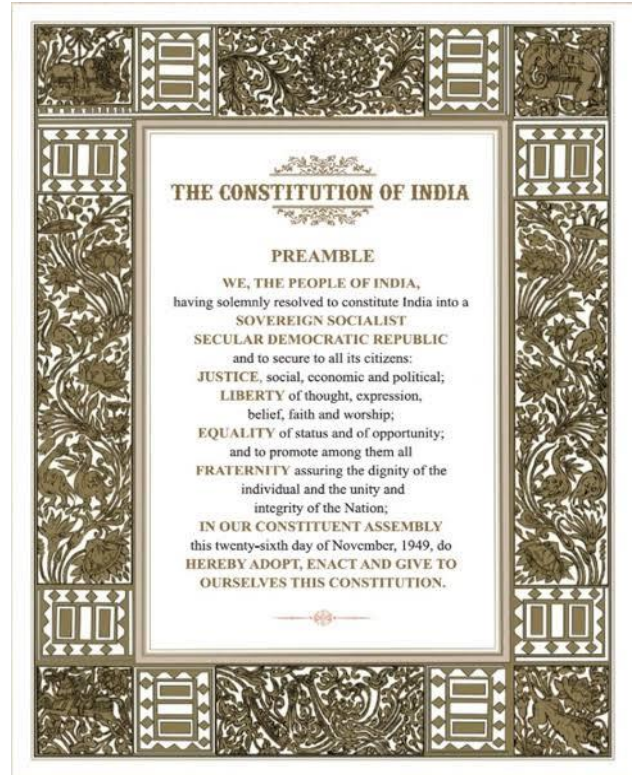 THE CONSTITUTION OF INDIA
PREAMBLE
WE, THE PEOPLE OF INDIA,
having solemnly resolved to constitute India into a
SOVEREIGN SOCIALIST
SECULAR DEMOCRATIC REPUBLIC
and to secure to all its citizens:
JUSTICE, social, economic and political;
LIBERTY of thought, expression,
belief, faith and worship;
EQUALITY of status and of opportunity;
and to promote among them all
FRATERNITY assuring the dignity of the
individual and the unity and
integrity of the Nation;
IN OUR CONSTITUENT ASSEMBLY
this twenty-sixth day of November, 1949, do
HEREBY ADOPT, ENACT AND GIVE TO
OURSELVES THIS CONSTITUTION.